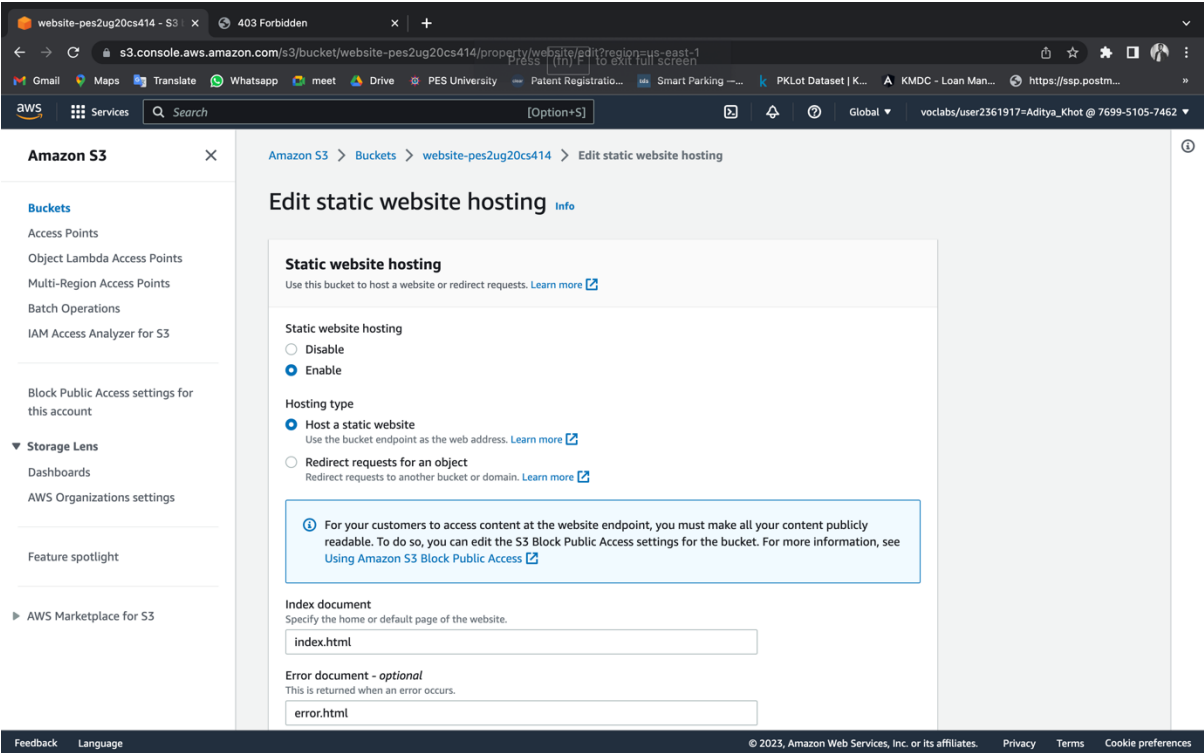 website-pes2ug20cs414 - S3 b
403 Forbidden
s3.console.aws.amazon.com/s3/bucket/website-pes2ug20cs414/property/website/edit?region=us-east-1
Press (fn) F to exit full screen
Gmail Maps Translate Whatsapp meet Drive PES University Patent Registratio... Smart Parking —... PKLot Dataset | K... KMDC - Loan Man... https://ssp.postm... »
aws Services Search [Option+S] Global voclabs/user2361917=Aditya_Khot @ 7699-5105-7462
Amazon S3
Buckets
Access Points
Object Lambda Access Points
Multi-Region Access Points
Batch Operations
IAM Access Analyzer for S3
Block Public Access settings for
this account
Storage Lens
Dashboards
AWS Organizations settings
Feature spotlight
AWS Marketplace for S3
Amazon S3 > Buckets > website-pes2ug20cs414 > Edit static website hosting
Edit static website hosting Info
Static website hosting
Use this bucket to host a website or redirect requests. Learn more
Static website hosting
Disable
Enable
Hosting type
Host a static website
Use the bucket endpoint as the web address. Learn more
Redirect requests for an object
Redirect requests to another bucket or domain. Learn more
For your customers to access content at the website endpoint, you must make all your content publicly
readable. To do so, you can edit the S3 Block Public Access settings for the bucket. For more information, see
Using Amazon S3 Block Public Access
Index document
Specify the home or default page of the website.
index.html
Error document - optional
This is returned when an error occurs.
error.html
Feedback Language © 2023, Amazon Web Services, Inc. or its affiliates. Privacy Terms Cookie preferences